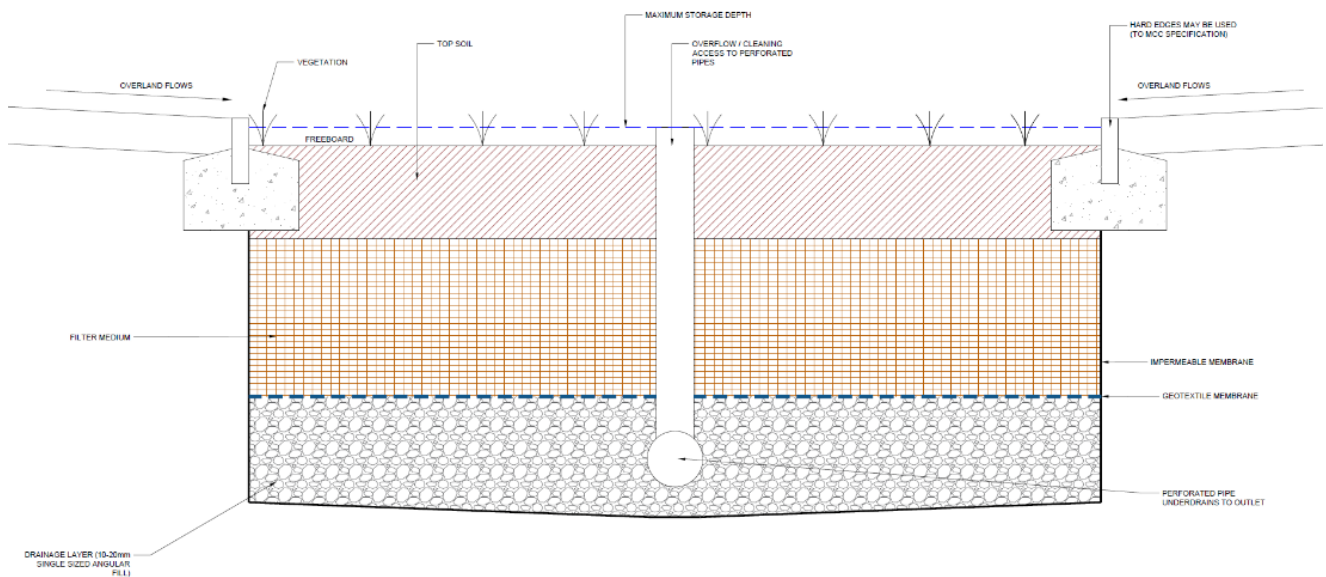 MAXIMUM STORAGE DEPTH
HARD EDGES MAY BE USED
(TO MCC SPECIFICATION)
TOP SOIL
OVERFLOW / CLEANING
ACCESS TO PERFORATED
PIPES
VEGETATION
OVERLAND FLOWS
OVERLAND FLOWS
FREEBOARD
FILTER MEDIUM
IMPERMEABLE MEMBRANE
GEOTEXTILE MEMBRANE
PERFORATED PIPE
UNDERDRAINS TO OUTLET
DRAINAGE LAYER (10-20mm
SINGLE SIZED ANGULAR
FILL)